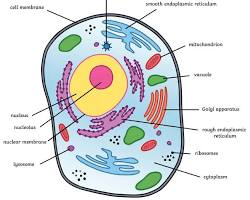 cell membrane
smooth endoplasmic reticulum
mitochondrion
vacuole
Golgi apparatus
nucleus
nucleolus
rough endoplasmic
reticulum
nuclear membrane
ribosomes
lysosome
cytoplasm